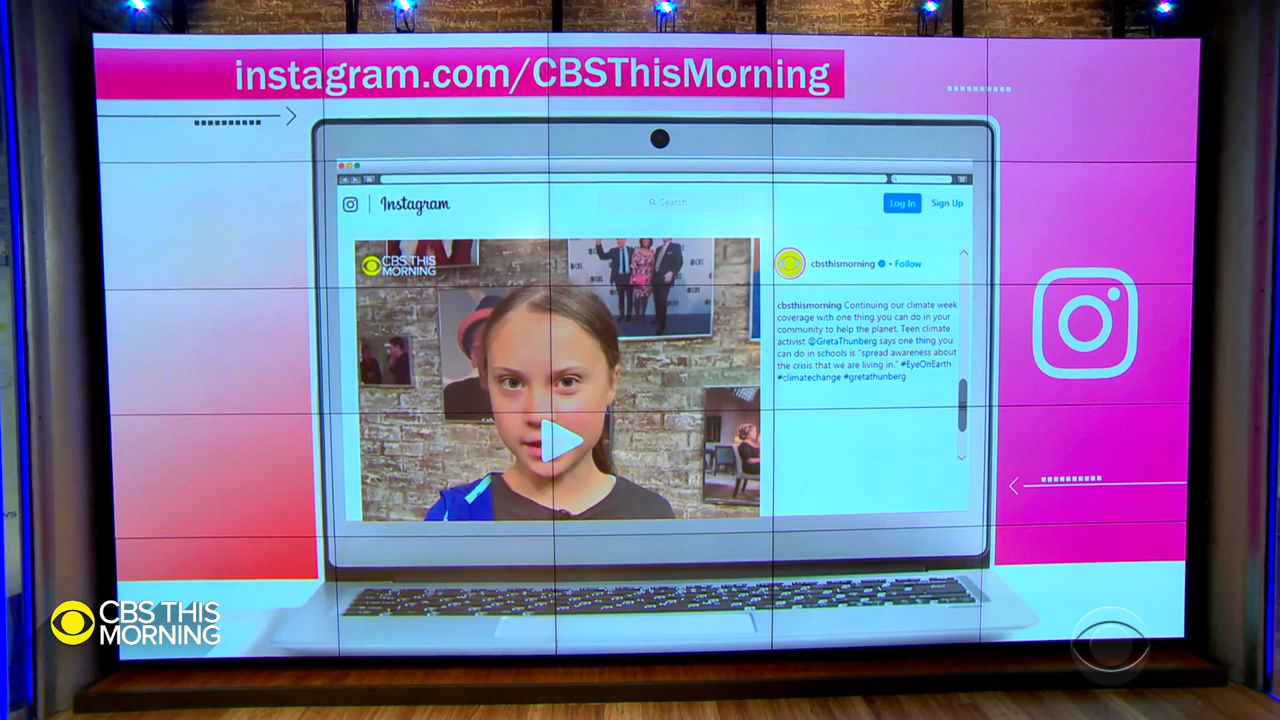 instagram.com/CBSThisMorning
Instagram
Search
Log In
Sign Up
CBS THIS
MORNING
cbsthismorning • Follow
cbsthismorning Continuing our climate week
coverage with one thing you can do in your
community to help the planet. Teen climate
activist @GretaThunberg says one thing you
can do in schools is "spread awareness about
the crisis that we are living in." #EyeOnEarth
#climatechange #gretathunberg
CBS THIS
MORNING